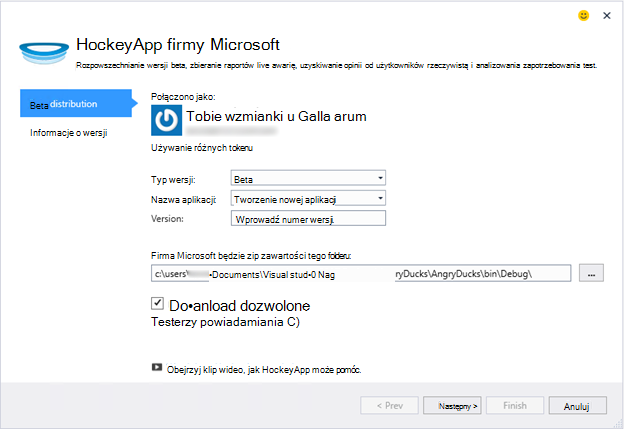 HockeyApp firmy Microsoft
Rozpowszechnianie wersji beta, zbieranie raportów live awarię, uzyskiwanie opinii od użytkowników rzeczywistą i analizowania zapotrzebowania test.
Beta distribution
Informacje o wersji
Połączono jako:
Tobie wzmianki u Galla arum
Używanie różnych tokenu
Typ wersji: Beta
Nazwa aplikacji: Tworzenie nowej aplikacji
Version: Wprowadź numer wersji.
Firma Microsoft będzie zip zawartości tego folderu:
c:\users\ •Documents\Visual stud•0 Nag ryDucks\AngryDucks\bin\Debug\ ...
Do•anload dozwolone
Testerzy powiadamiania C)
Obejrzyj klip wideo, jak HockeyApp może pomóc.
< Prev Następny > Finish Anuluj